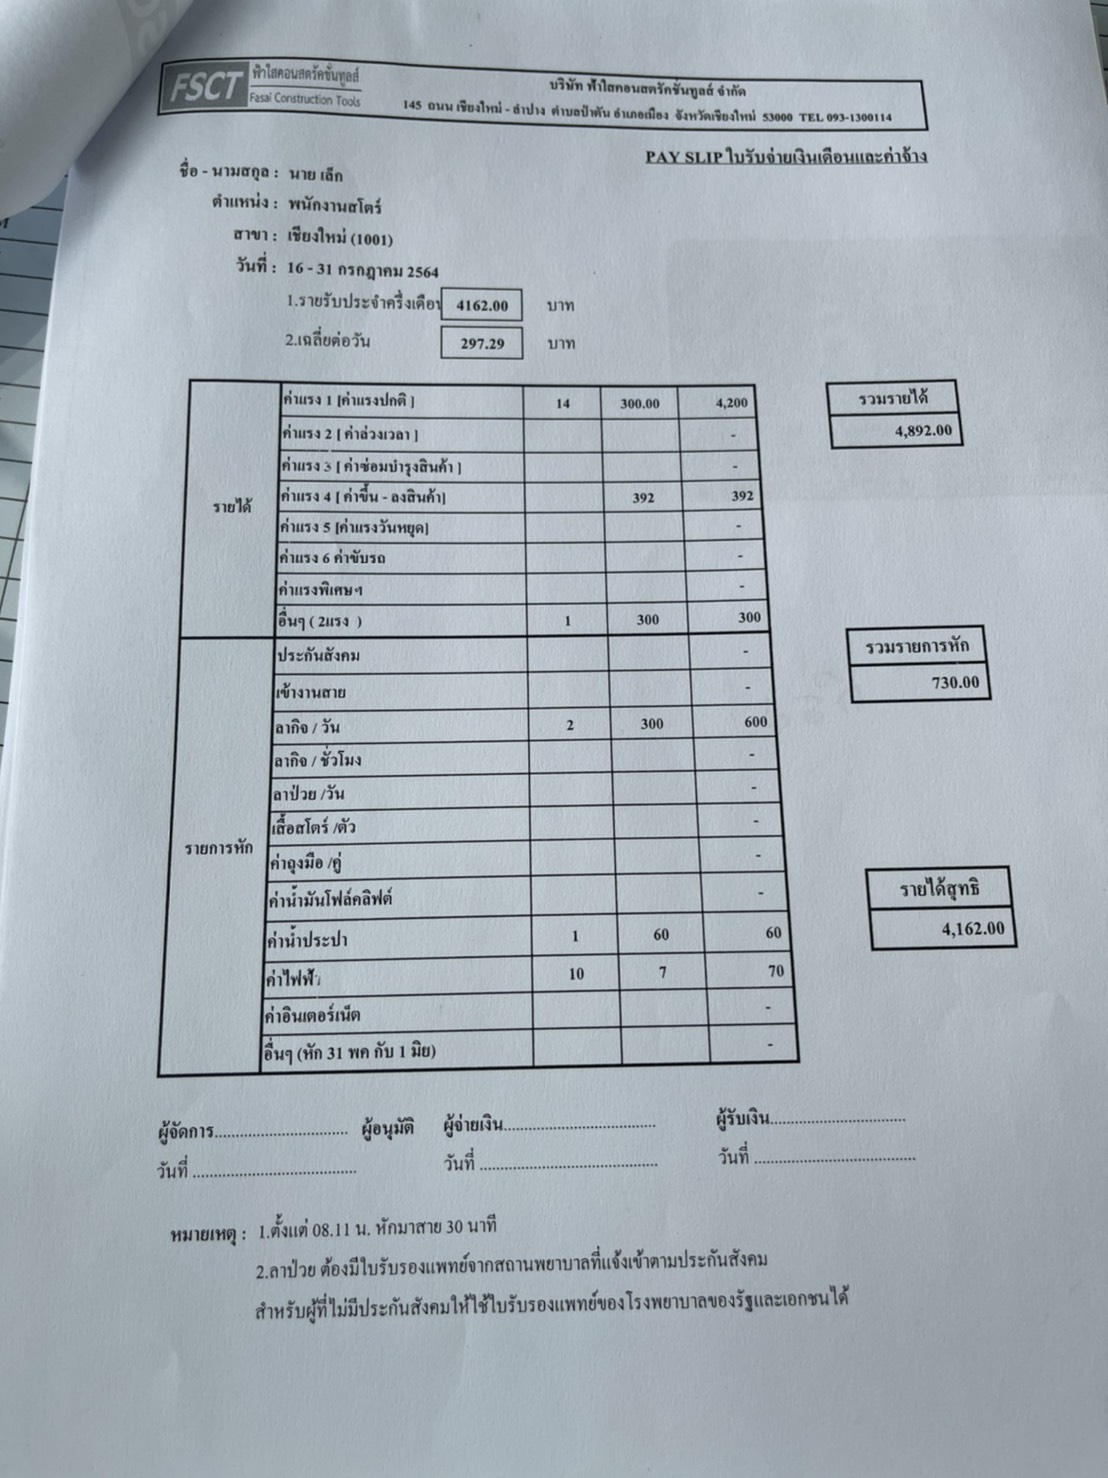 FSCT ฟ้าใสคอนสตรัคชั่นทูลส์
Fasai Construction Tools
บริษัท ฟ้าใสคอนสตรัคชั่นทูลส์ จำกัด
145 ถนน เชียงใหม่ - ลำปาง ตำบลป่าตัน อำเภอเมือง จังหวัดเชียงใหม่ 53000 TEL 093-1300114
PAY SLIP ใบรับจ่ายเงินเดือนและค่าจ้าง
ชื่อ - นามสกุล : นาย เล็ก
ตำแหน่ง : พนักงานสโตร์
สาขา : เชียงใหม่ (1001)
วันที่ : 16 - 31 กรกฎาคม 2564
1.รายรับประจำครึ่งเดือน 4162.00 บาท
2.เฉลี่ยต่อวัน 297.29 บาท
รายได้
ค่าแรง 1 [ค่าแรงปกติ ] 14 300.00 4,200
ค่าแรง 2 [ ค่าล่วงเวลา ] -
ค่าแรง 3 [ ค่าซ่อมบำรุงสินค้า ] -
ค่าแรง 4 [ ค่าขึ้น - ลงสินค้า] 392 392
ค่าแรง 5 [ค่าแรงวันหยุด] -
ค่าแรง 6 ค่าขับรถ -
ค่าแรงพิเศษฯ -
อื่นๆ ( 2แรง ) 1 300 300
รวมรายได้
4,892.00
รายการหัก
ประกันสังคม -
เข้างานสาย -
ลากิจ / วัน 2 300 600
ลากิจ / ชั่วโมง -
ลาป่วย /วัน -
เสื้อสโตร์ /ตัว -
ค่าถุงมือ /คู่ -
ค่าน้ำมันโฟล์คลิฟต์ -
ค่าน้ำประปา 1 60 60
ค่าไฟฟ้า 10 7 70
ค่าอินเตอร์เน็ต -
อื่นๆ (หัก 31 พค กับ 1 มิย) -
รวมรายการหัก
730.00
รายได้สุทธิ
4,162.00
ผู้จัดการ................................ ผู้อนุมัติ ผู้จ่ายเงิน.................................... ผู้รับเงิน................................
วันที่ ....................................... วันที่ .......................................... วันที่ ......................................
หมายเหตุ : 1.ตั้งแต่ 08.11 น. หักมาสาย 30 นาที
2.ลาป่วย ต้องมีใบรับรองแพทย์จากสถานพยาบาลที่แจ้งเข้าตามประกันสังคม
สำหรับผู้ที่ไม่มีประกันสังคมให้ใช้ใบรับรองแพทย์ของโรงพยาบาลของรัฐและเอกชนได้